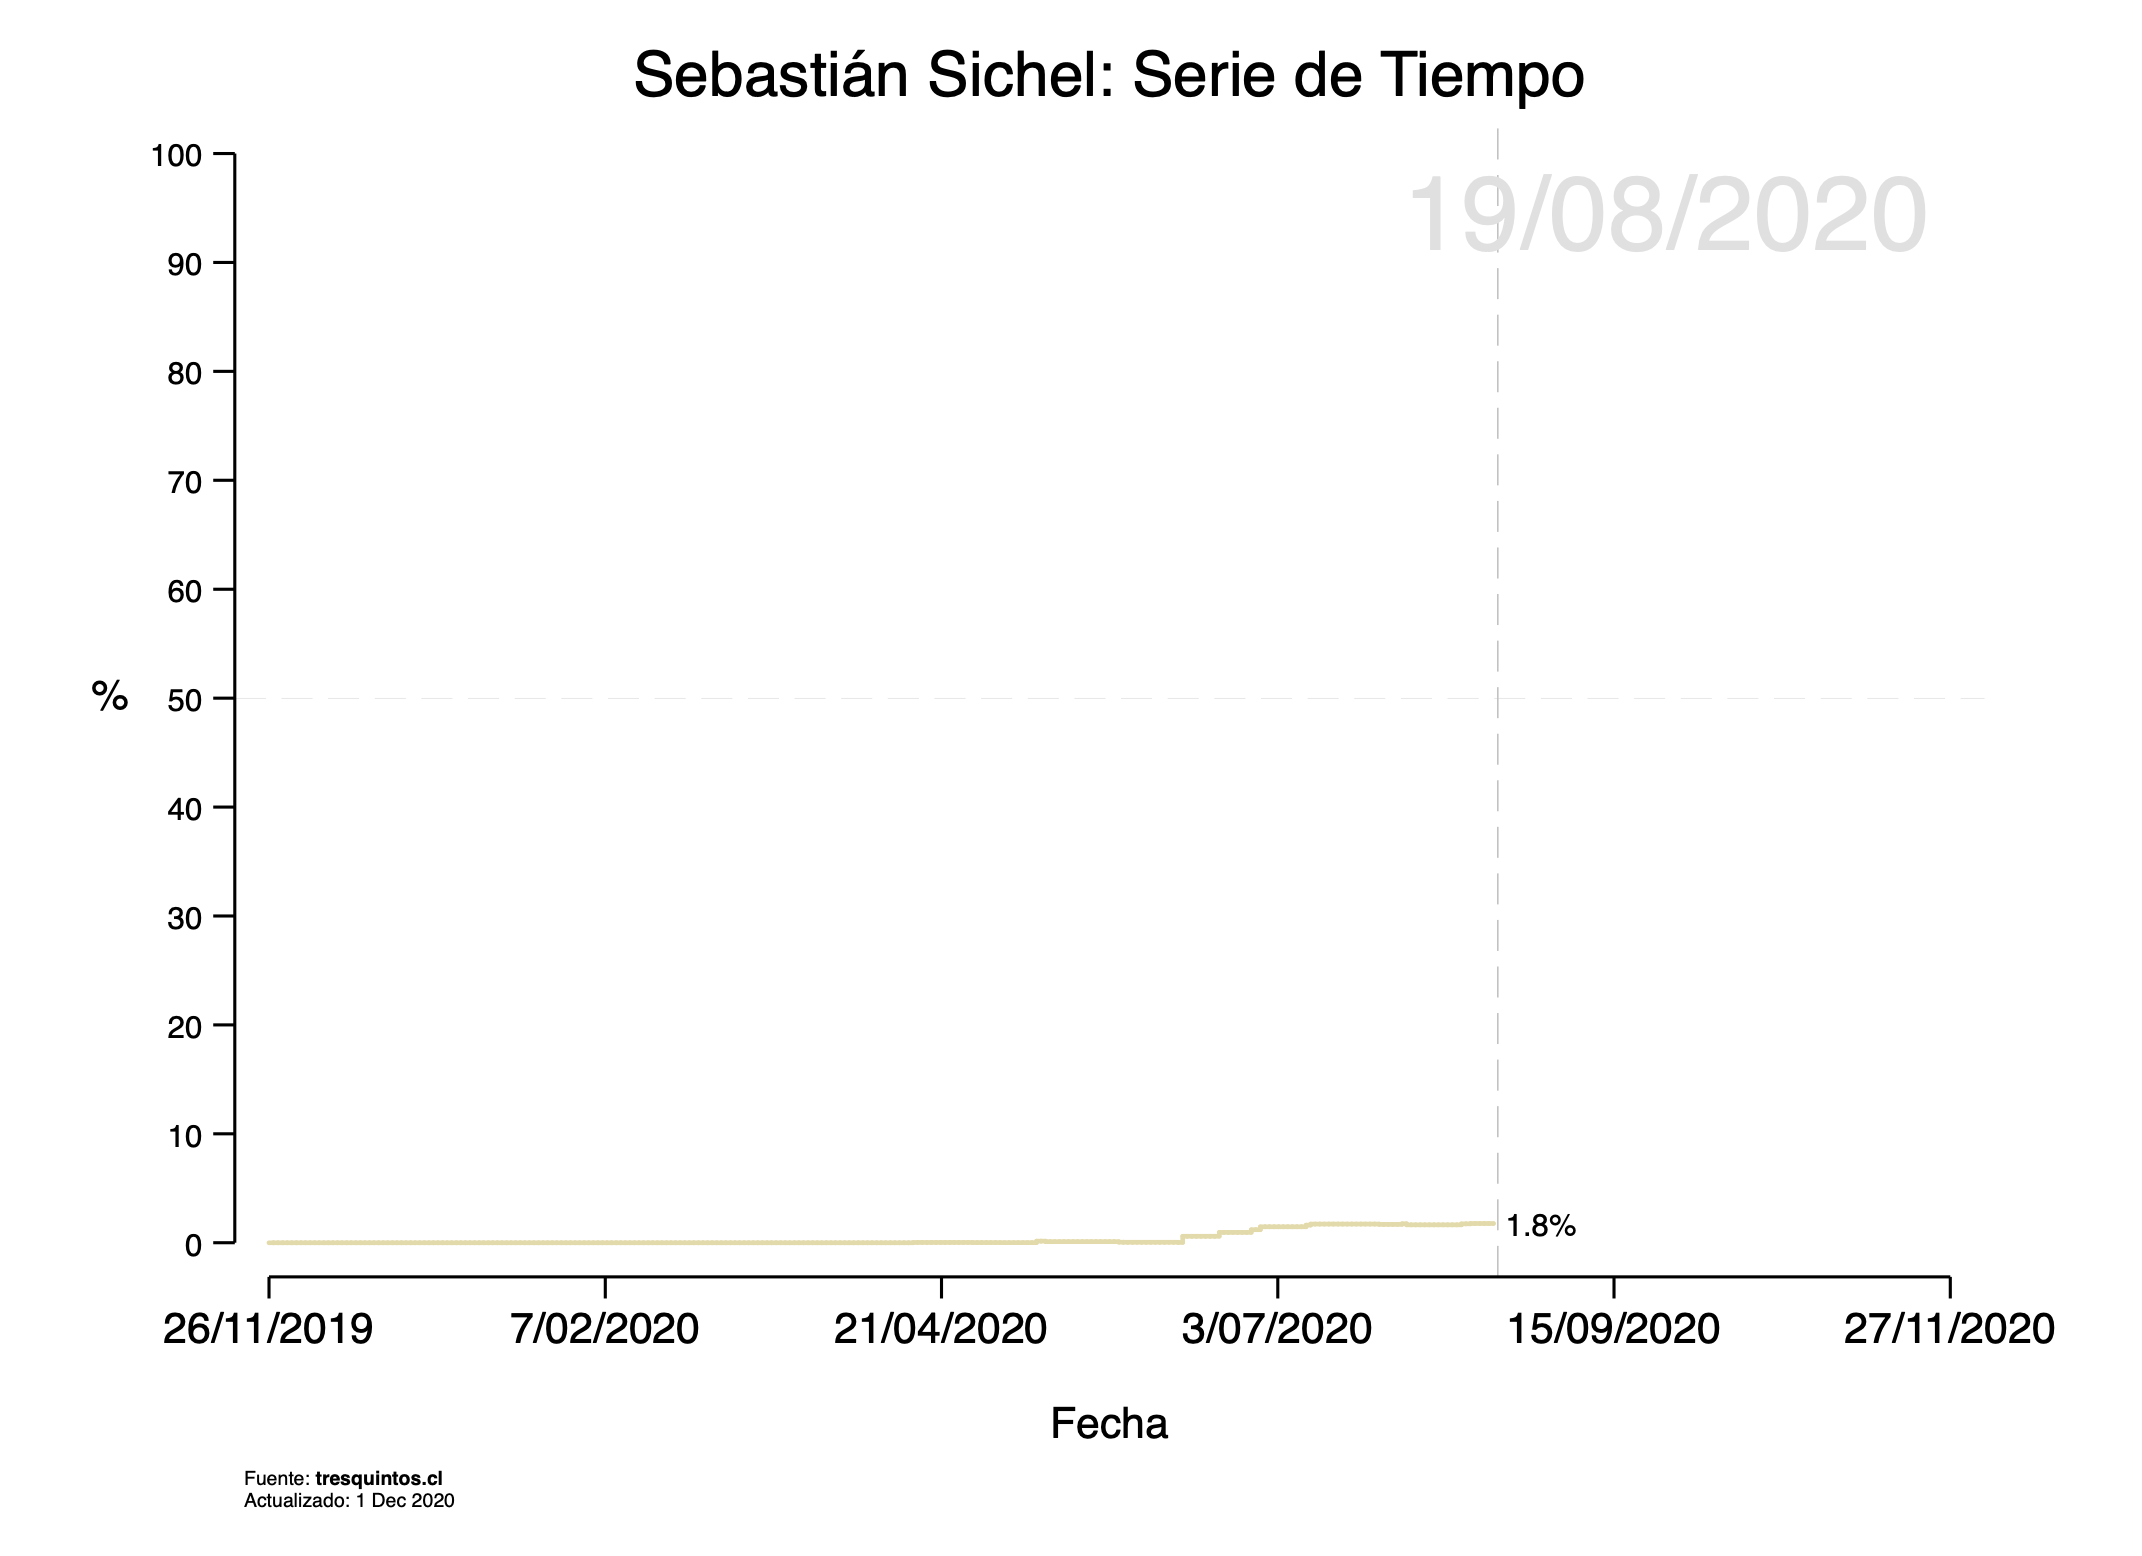 Sebastián Sichel: Serie de Tiempo
19/08/2020
100
90
80
70
60
50
40
30
20
10
0
%
1.8%
26/11/2019 7/02/2020 21/04/2020 3/07/2020 15/09/2020 27/11/2020
Fecha
Fuente: tresquintos.cl
Actualizado: 1 Dec 2020